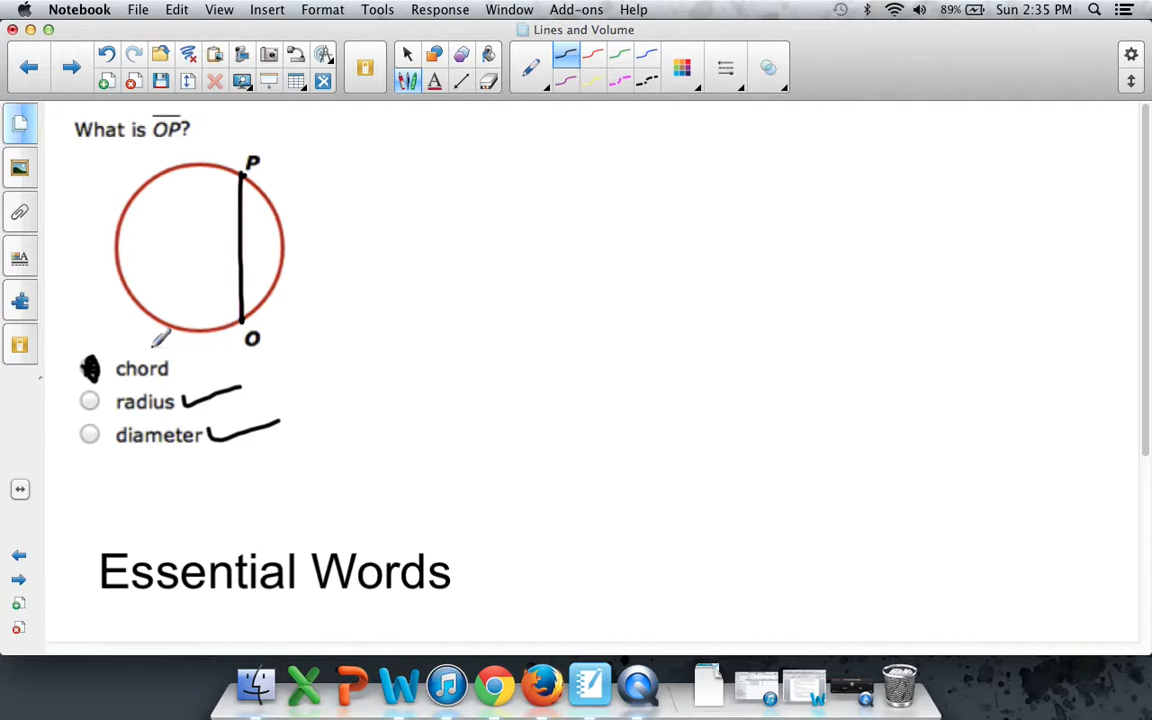 Notebook File Edit View Insert Format Tools Response Window Add-ons Help 89% Sun 2:35 PM
Lines and Volume
What is OP?
P
O
chord
radius
diameter
Essential Words